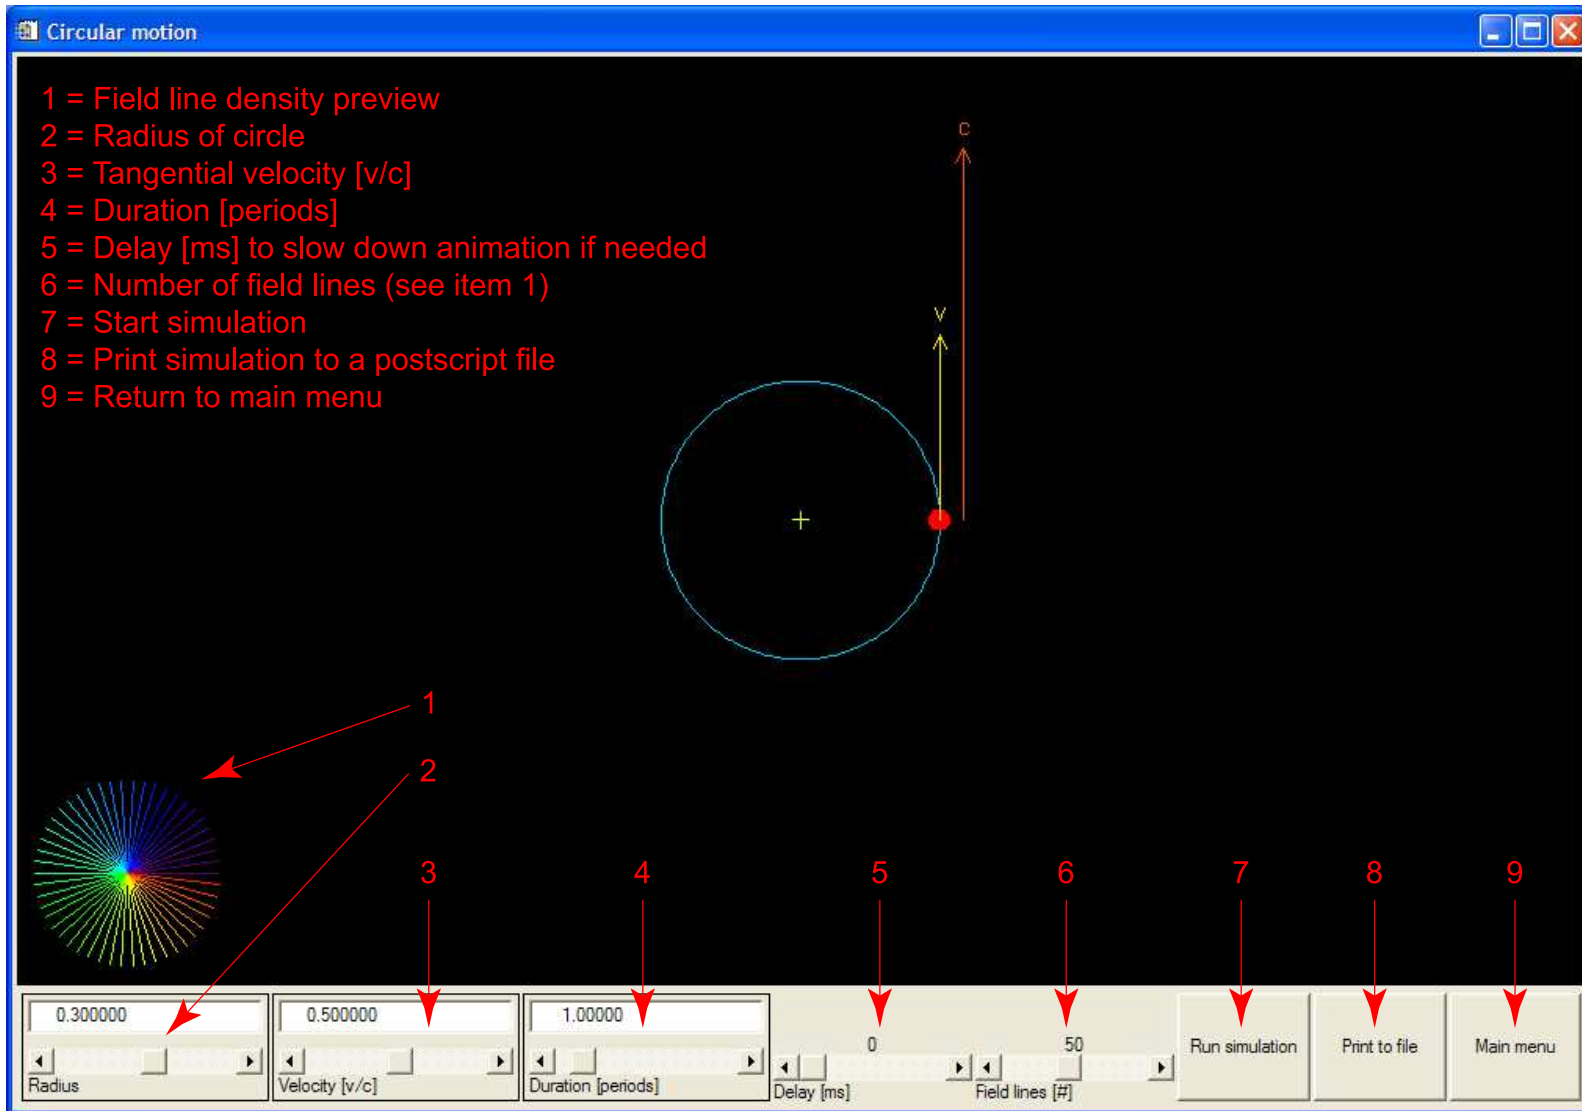 Circular motion
1 = Field line density preview
2 = Radius of circle
3 = Tangential velocity [v/c]
4 = Duration [periods]
5 = Delay [ms] to slow down animation if needed
6 = Number of field lines (see item 1)
7 = Start simulation
8 = Print simulation to a postscript file
9 = Return to main menu
C
V
1
2
3 4 5 6 7 8 9
0.300000 0.500000 1.00000
0 50 Run simulation Print to file Main menu
Radius Velocity [v/c] Duration [periods] Delay [ms] Field lines [#]